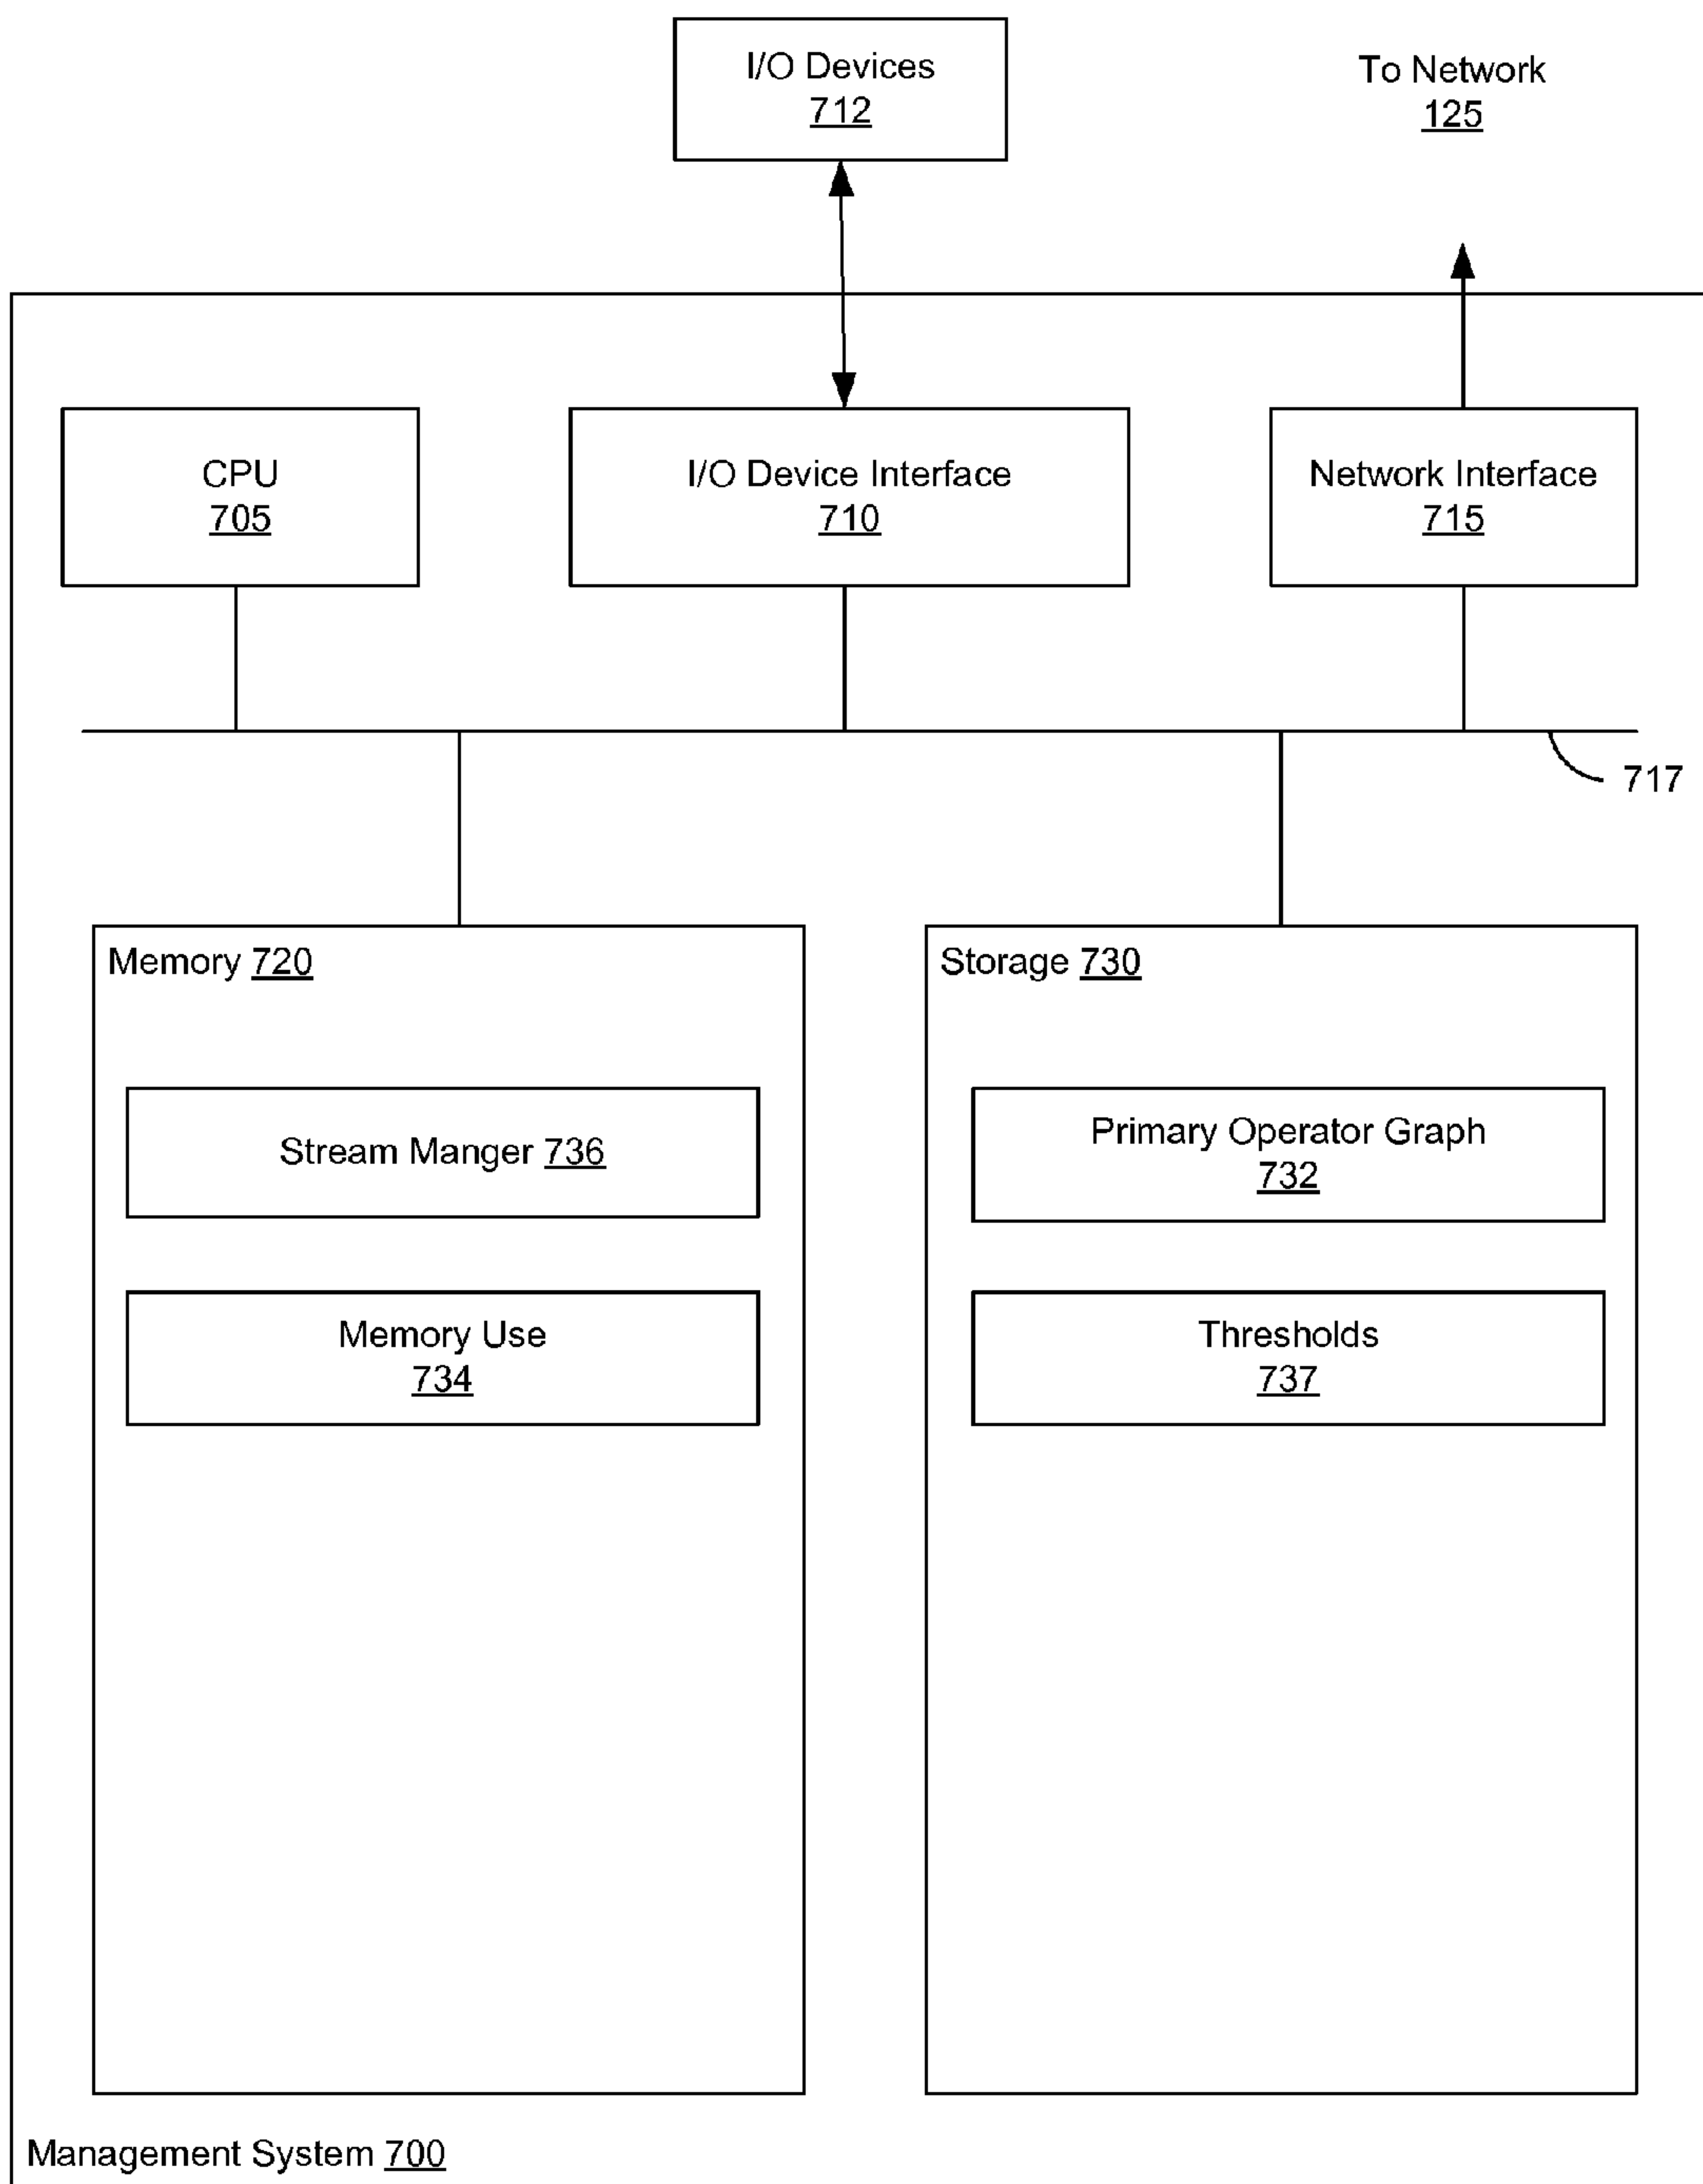 I/O Devices
712
To Network
125
CPU
705
I/O Device Interface
710
Network Interface
715
717
Memory 720
Stream Manger 736
Memory Use
734
Storage 730
Primary Operator Graph
732
Thresholds
737
Management System 700